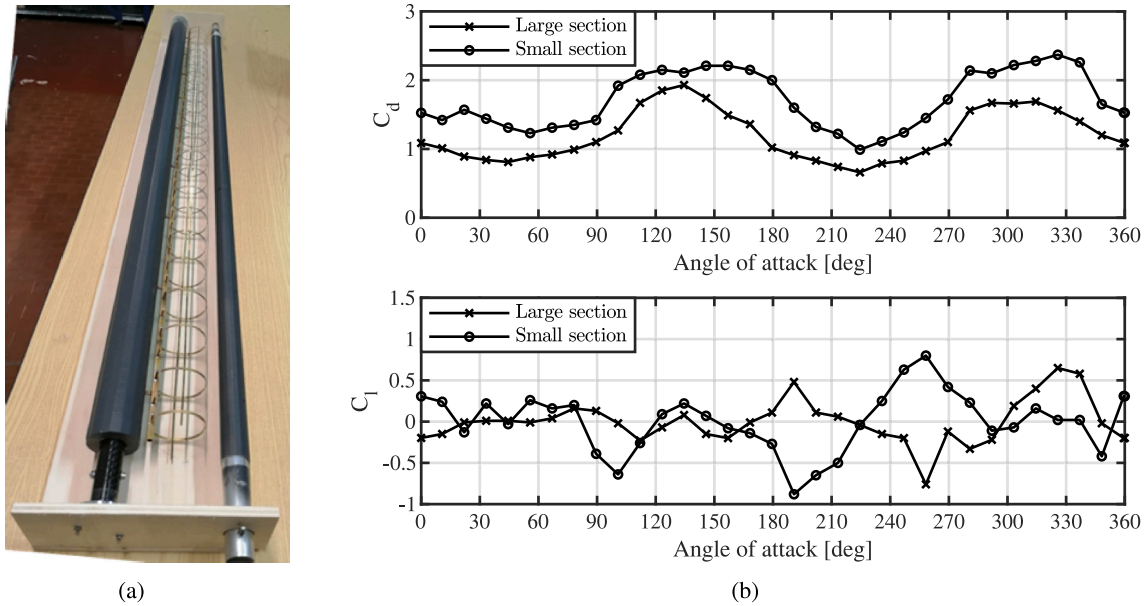 3
2
1
0
C_d
Large section
Small section
0 30 60 90 120 150 180 210 240 270 300 330 360
Angle of attack [deg]
1.5
1
0.5
0
-0.5
-1
C_l
Large section
Small section
0 30 60 90 120 150 180 210 240 270 300 330 360
Angle of attack [deg]
(a)
(b)